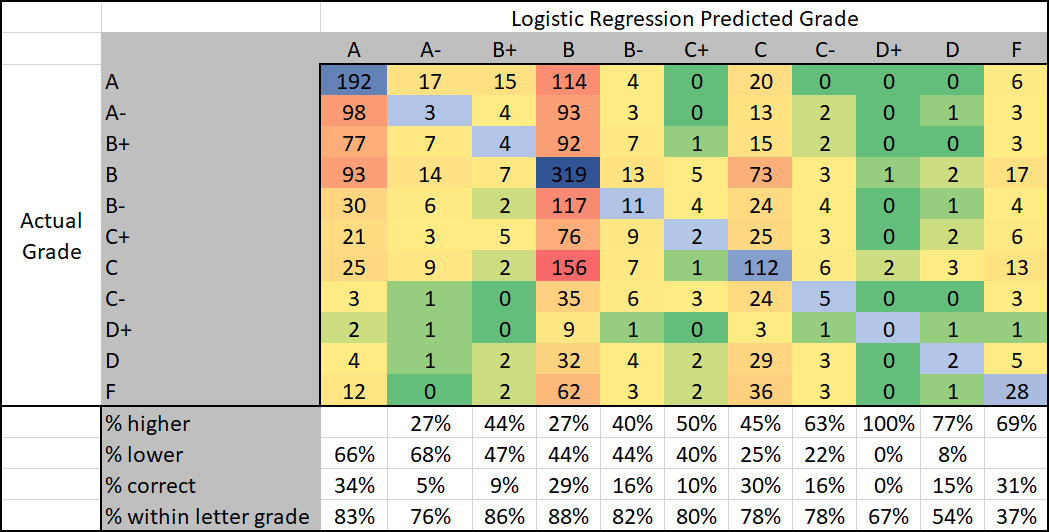 Logistic Regression Predicted Grade
A A- B+ B B- C+ C C- D+ D F
A 192 17 15 114 4 0 20 0 0 0 6
A- 98 3 4 93 3 0 13 2 0 1 3
B+ 77 7 4 92 7 1 15 2 0 0 3
B 93 14 7 319 13 5 73 3 1 2 17
Actual Grade
B- 30 6 2 117 11 4 24 4 0 1 4
C+ 21 3 5 76 9 2 25 3 0 2 6
C 25 9 2 156 7 1 112 6 2 3 13
C- 3 1 0 35 6 3 24 5 0 0 3
D+ 2 1 0 9 1 0 3 1 0 1 1
D 4 1 2 32 4 2 29 3 0 2 5
F 12 0 2 62 3 2 36 3 0 1 28
% higher 27% 44% 27% 40% 50% 45% 63% 100% 77% 69%
% lower 66% 68% 47% 44% 44% 40% 25% 22% 0% 8%
% correct 34% 5% 9% 29% 16% 10% 30% 16% 0% 15% 31%
% within letter grade 83% 76% 86% 88% 82% 80% 78% 78% 67% 54% 37%